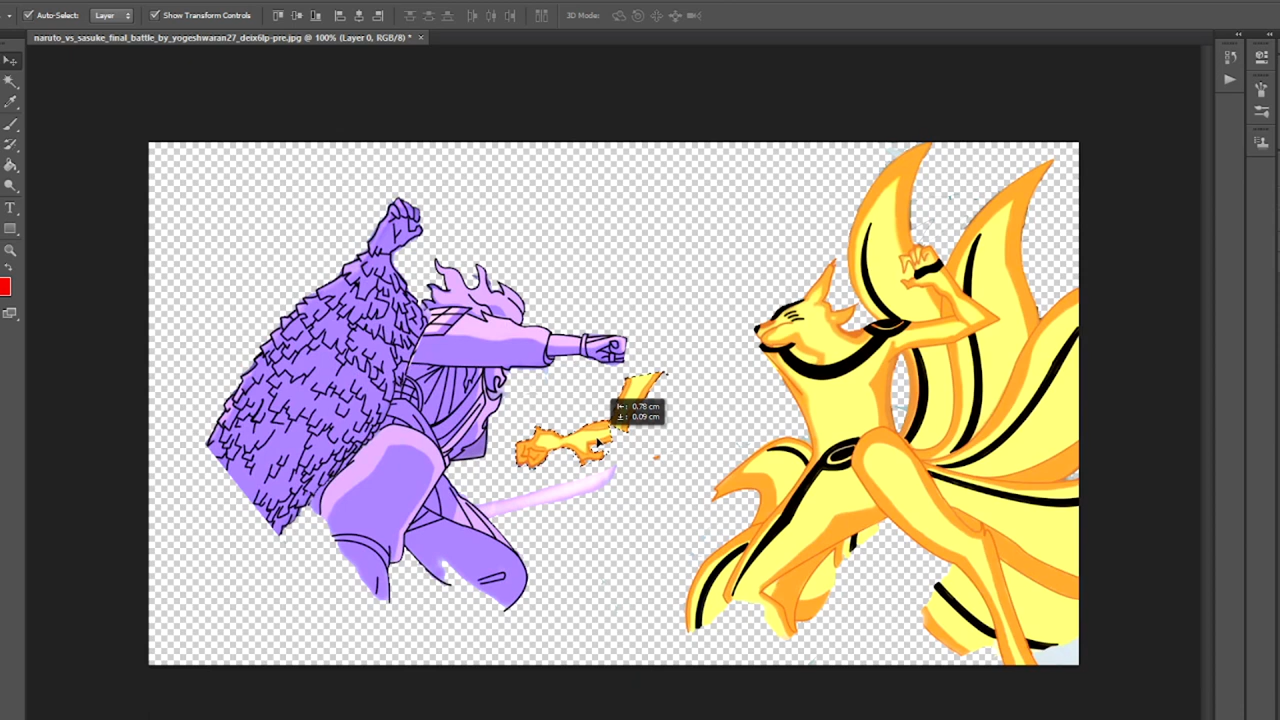 Auto-Select: Layer Show Transform Controls 3D Mode:
naruto_vs_sasuke_final_battle_by_yogeshwaran27_deix6lp-pre.jpg @ 100% (Layer 0, RGB/8) * ×
T
0.78 cm
0.09 cm